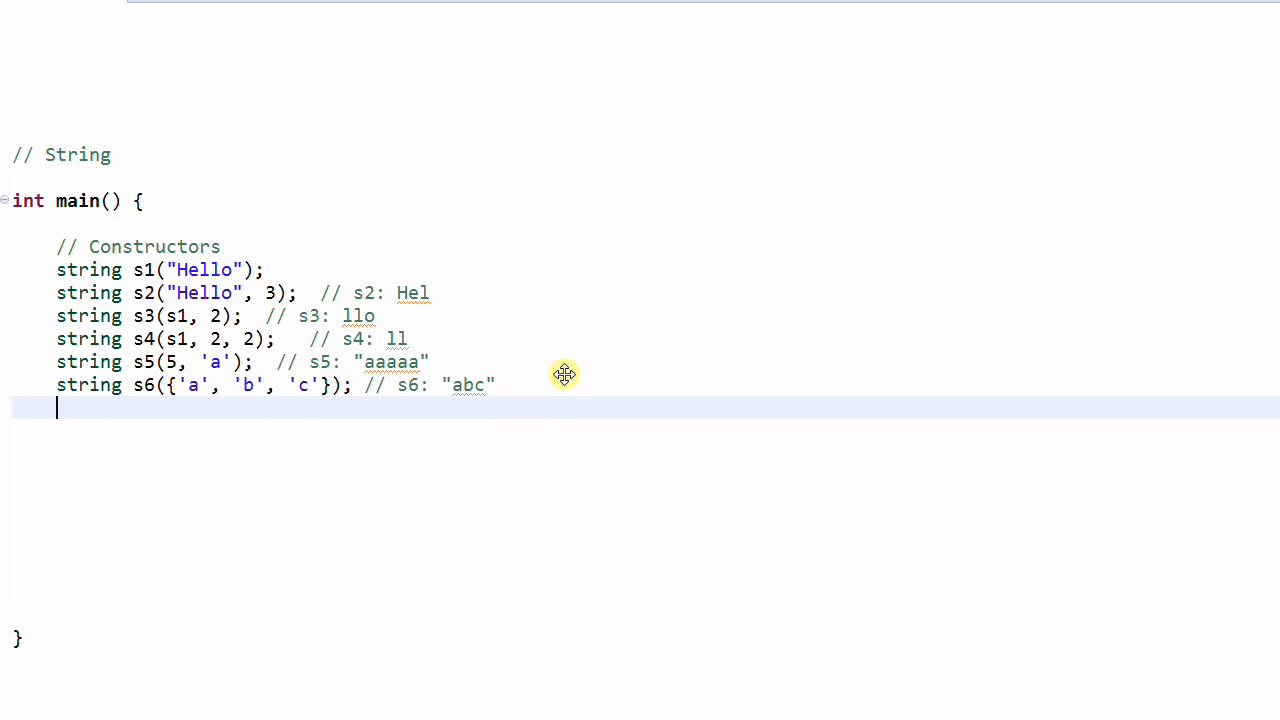 // String
int main() {
// Constructors
string s1("Hello");
string s2("Hello", 3);  // s2: Hel
string s3(s1, 2);  // s3: llo
string s4(s1, 2, 2);   // s4: ll
string s5(5, 'a');  // s5: "aaaaa"
string s6({'a', 'b', 'c'}); // s6: "abc"
}